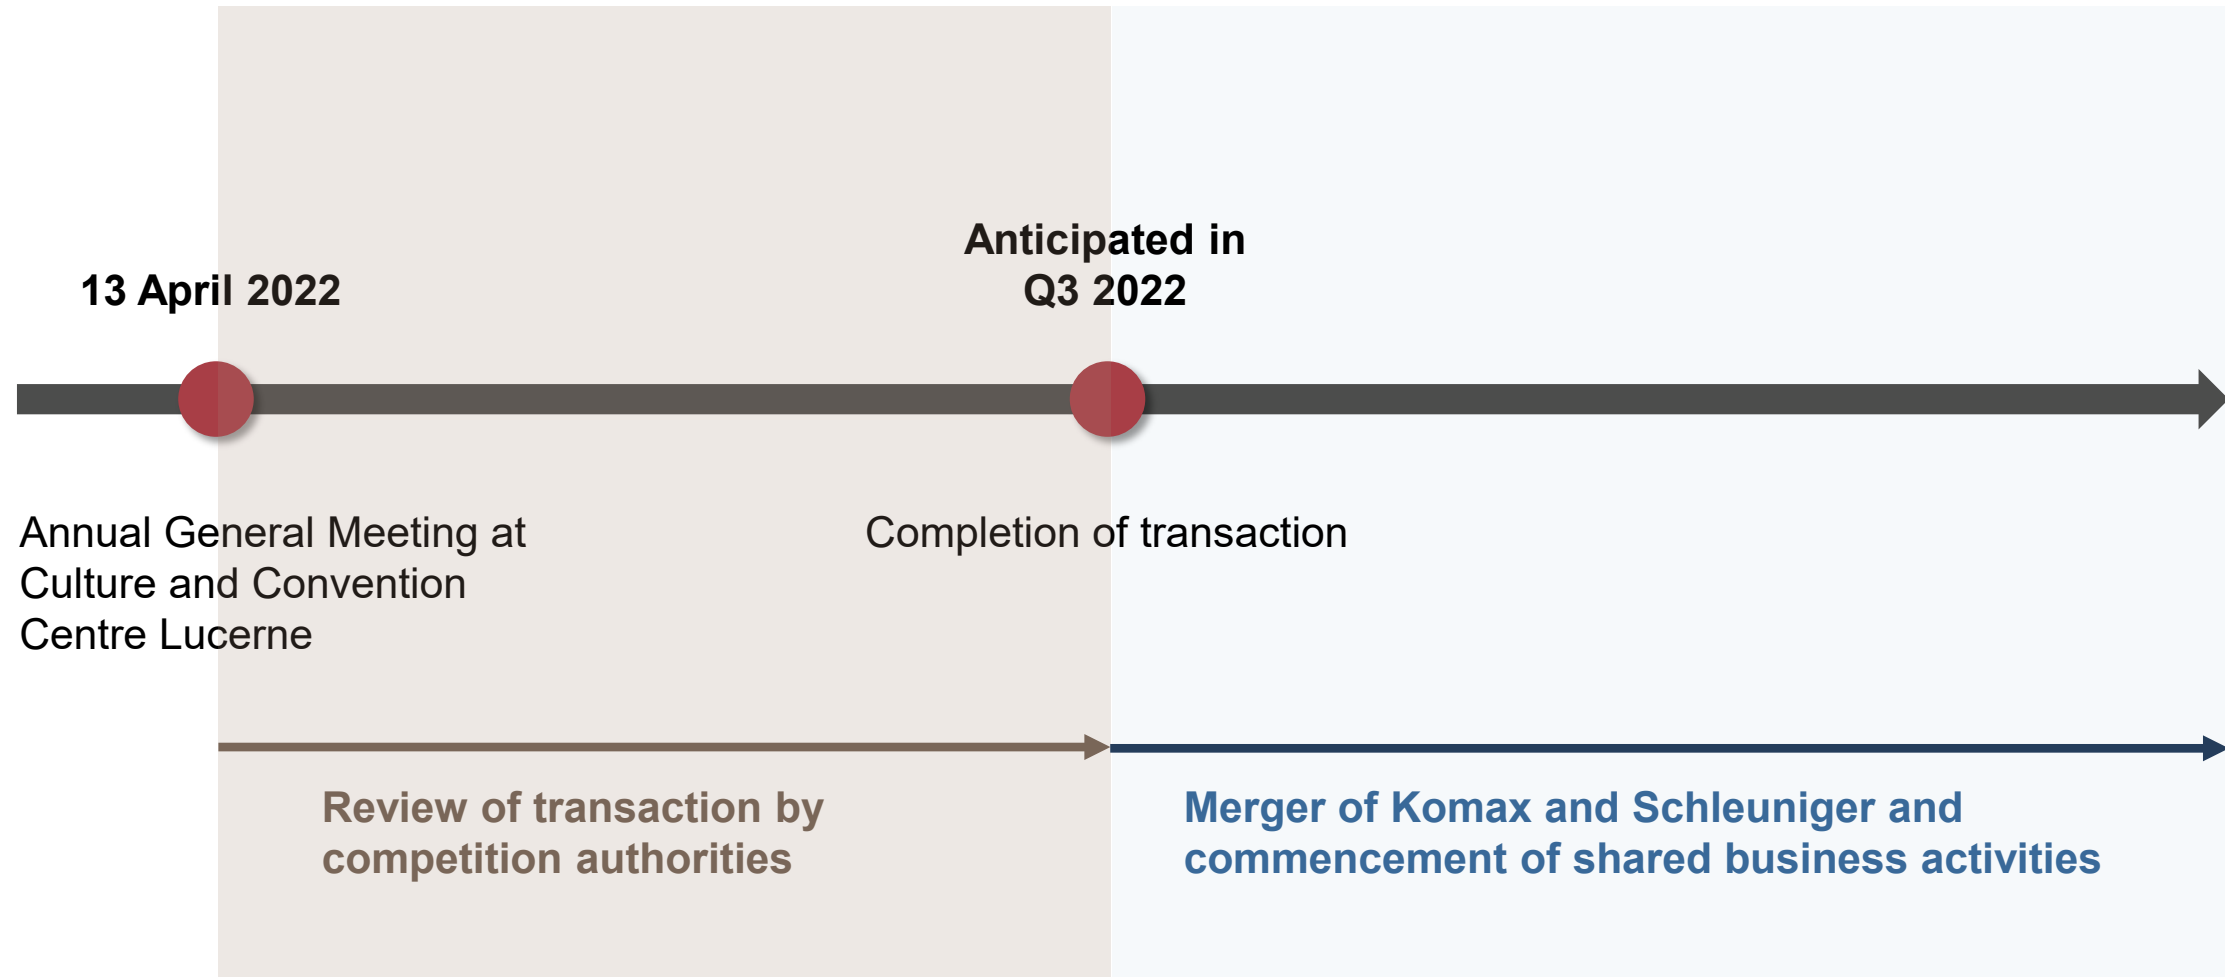 13 April 2022
Anticipated in
Q3 2022
Annual General Meeting at
Culture and Convention
Centre Lucerne
Completion of transaction
Review of transaction by
competition authorities
Merger of Komax and Schleuniger and
commencement of shared business activities